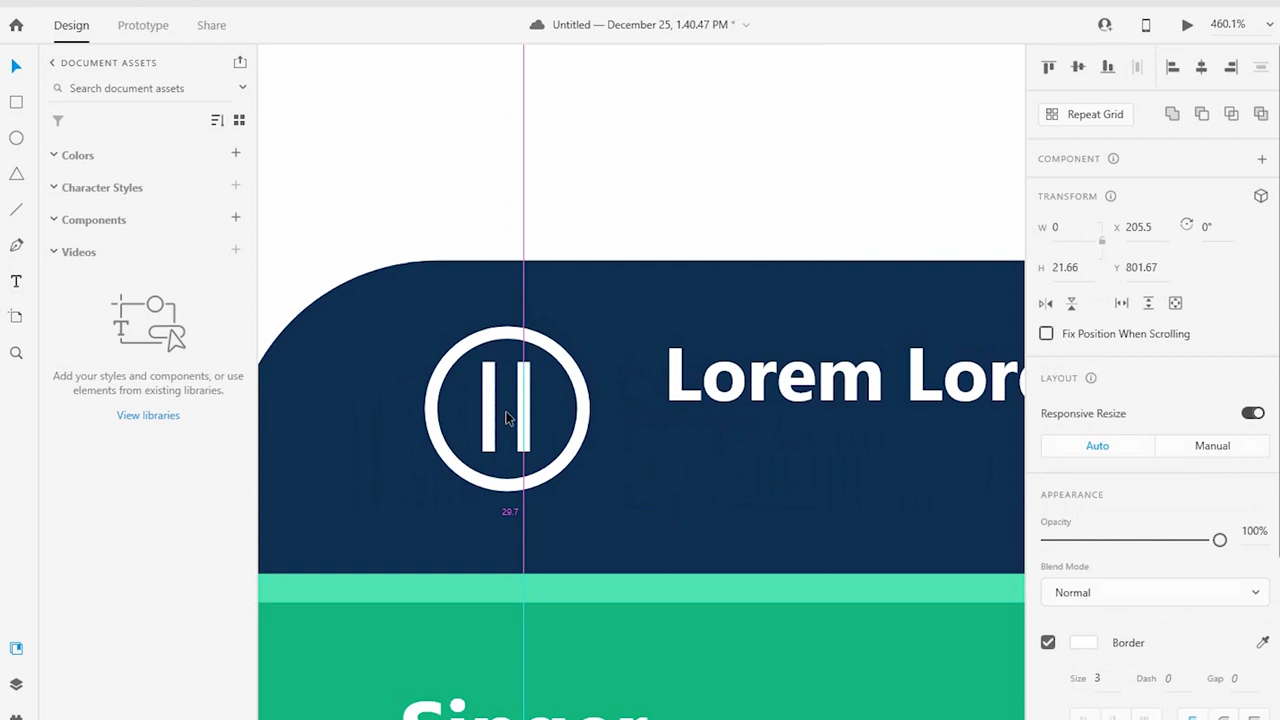 Design
Prototype
Share
Untitled — December 25, 1.40.47 PM *
460.1%
DOCUMENT ASSETS
Search document assets
Colors
Character Styles
Components
Videos
T
Add your styles and components, or use
elements from existing libraries.
View libraries
Lorem Lore
29.7
Singer
Repeat Grid
COMPONENT
TRANSFORM
W 0
X 205.5
0°
H 21.66
Y 801.67
Fix Position When Scrolling
LAYOUT
Responsive Resize
Auto
Manual
APPEARANCE
Opacity
100%
Blend Mode
Normal
Border
Size 3
Dash 0
Gap 0